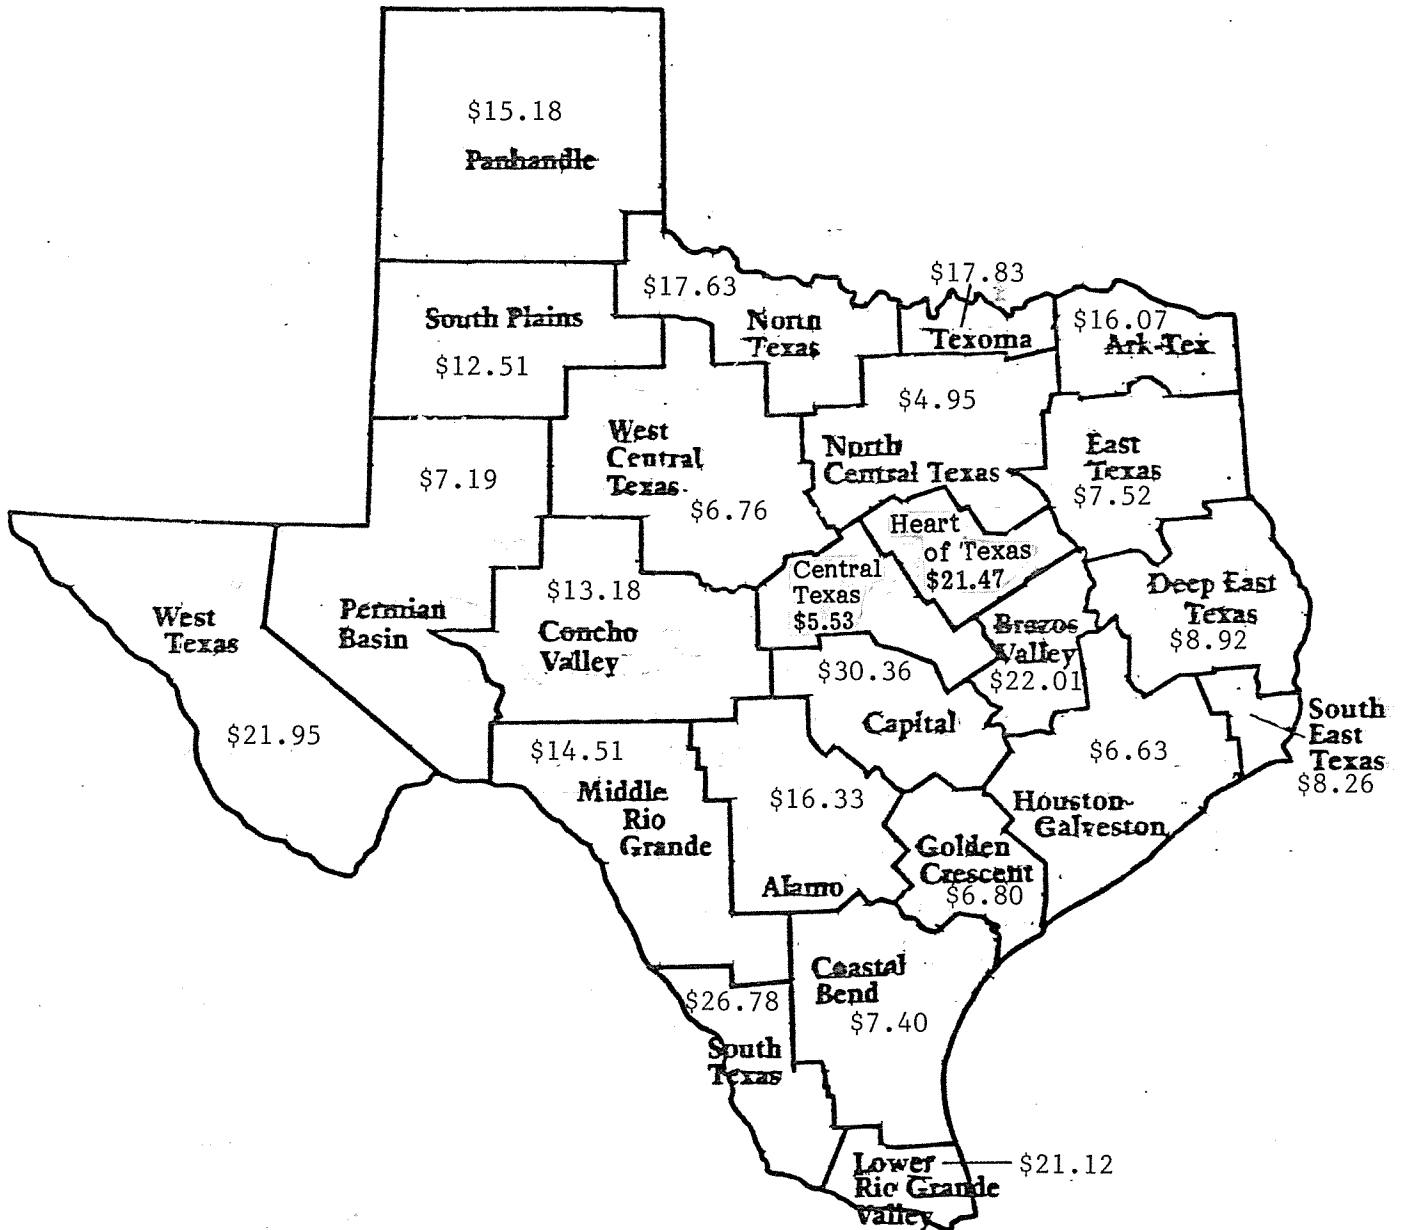 $15.18
Panhandle
$17.63
North
Texas
$17.83
Texoma
$16.07
Ark-Tex
South Plains
$12.51
$4.95
North
Central Texas
West
Central
Texas
$6.76
East
Texas
$7.52
$7.19
Permian
Basin
Heart
of Texas
$21.47
Central
Texas
$5.53
Deep East
Texas
$8.92
West
Texas
$21.95
$13.18
Concho
Valley
Brazos
Valley
$22.01
$30.36
Capital
South
East
Texas
$8.26
$6.63
Houston-
Galveston
$14.51
Middle
Rio
Grande
$16.33
Alamo
Golden
Crescent
$6.80
Coastal
Bend
$7.40
$26.78
South
Texas
Lower
Rio Grande
Valley
$21.12